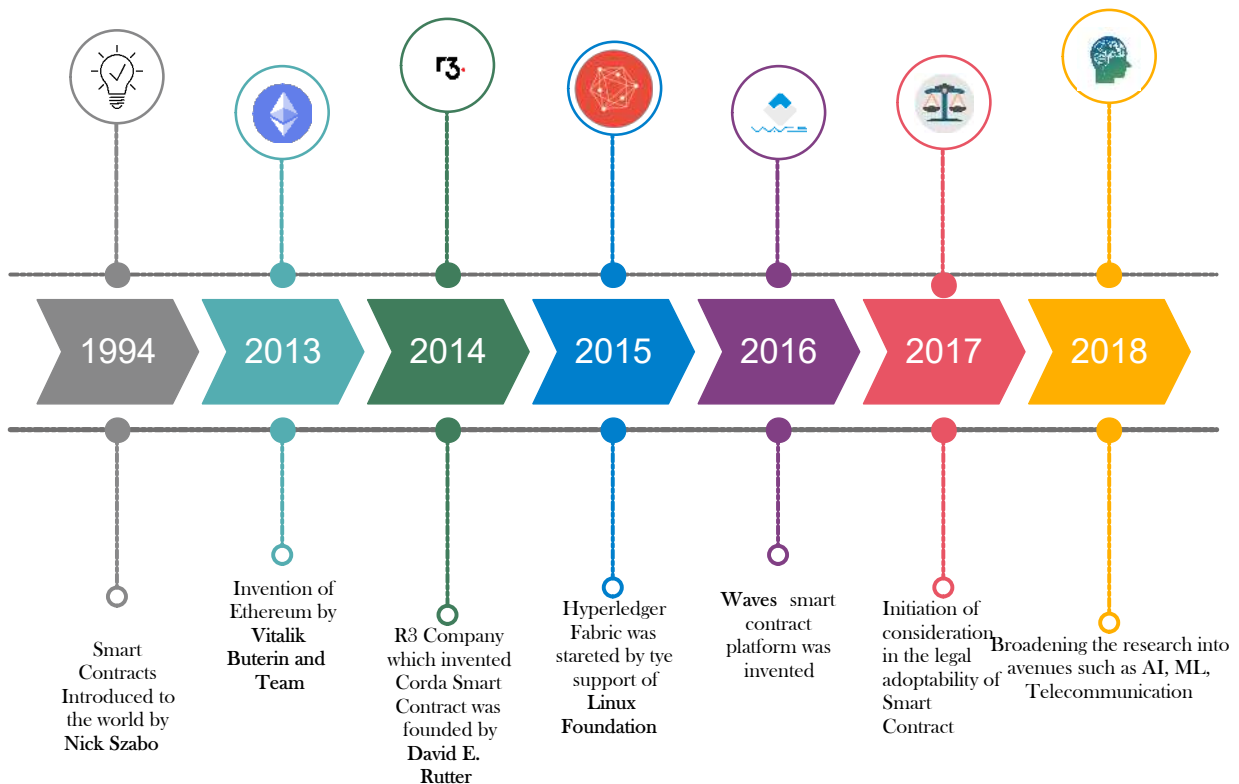 r3.
WAVES
1994
2013
2014
2015
2016
2017
2018
Smart
Contracts
Introduced to
the world by
Nick Szabo
Invention of
Ethereum by
Vitalik
Buterin and
Team
R3 Company
which invented
Corda Smart
Contract was
founded by
David E.
Rutter
Hyperledger
Fabric was
stareted by tye
support of
Linux
Foundation
Waves smart
contract
platform was
invented
Initiation of
consideration
in the legal
adoptability of
Smart
Contract
Broadening the research into
avenues such as AI, ML,
Telecommunication